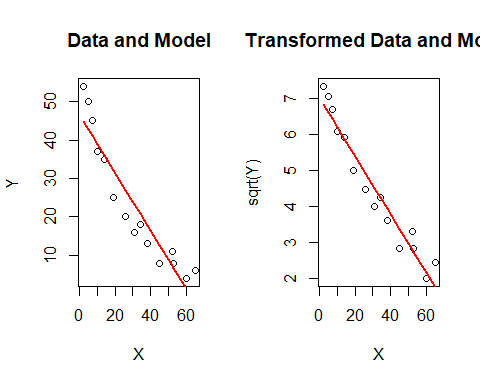 Data and Model
Y
10 20 30 40 50
0 20 40 60
X
Transformed Data and Mo
sqrt(Y)
2 3 4 5 6 7
0 20 40 60
X